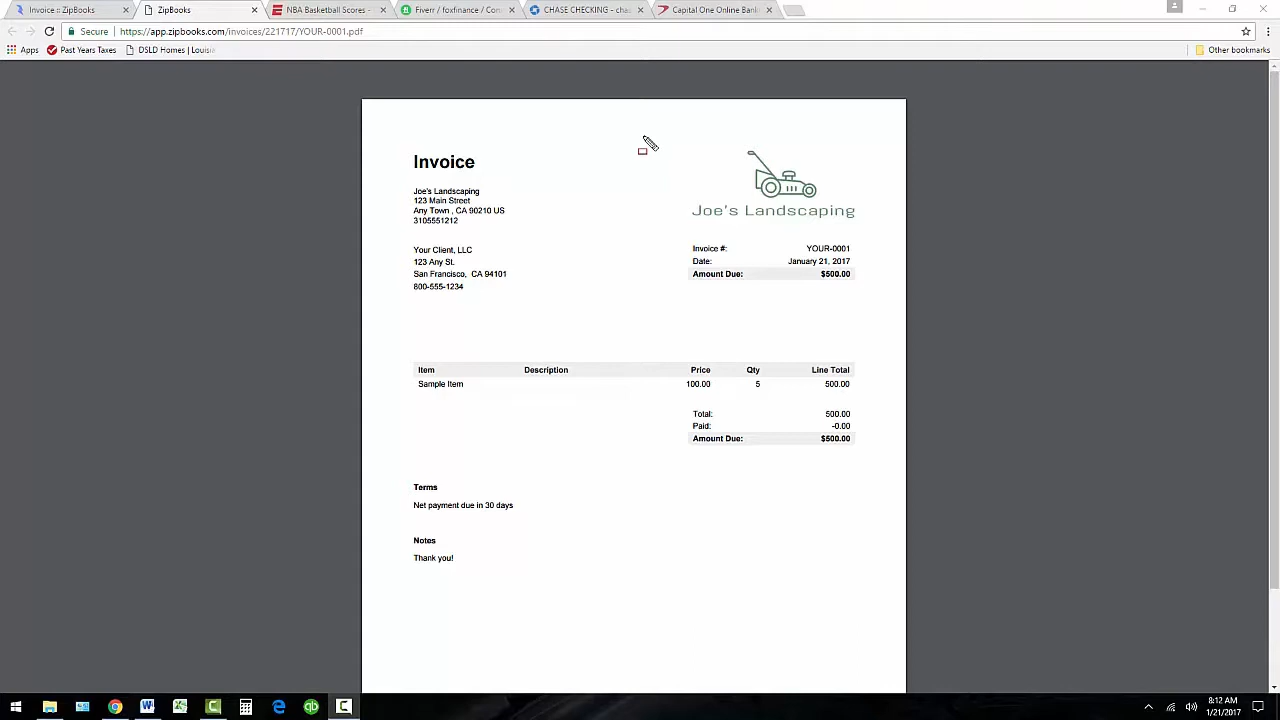 Invoice :: ZipBooks
ZipBooks
NBA Basketball Scores -
Fiverr / foxfinance / Con
CHASE CHECKING - chas
Capital One Online Bank
Secure
https://app.zipbooks.com/invoices/221717/YOUR-0001.pdf
Apps
Past Years Taxes
DSLD Homes | Louisia
Other bookmarks
Invoice
Joe's Landscaping
123 Main Street
Any Town , CA 90210 US
3105551212
Joe's Landscaping
Your Client, LLC
123 Any St.
San Francisco, CA 94101
800-555-1234
Invoice #: YOUR-0001
Date: January 21, 2017
Amount Due: $500.00
Item Description Price Qty Line Total
Sample Item 100.00 5 500.00
Total: 500.00
Paid: -0.00
Amount Due: $500.00
Terms
Net payment due in 30 days
Notes
Thank you!
8:12 AM
1/21/2017